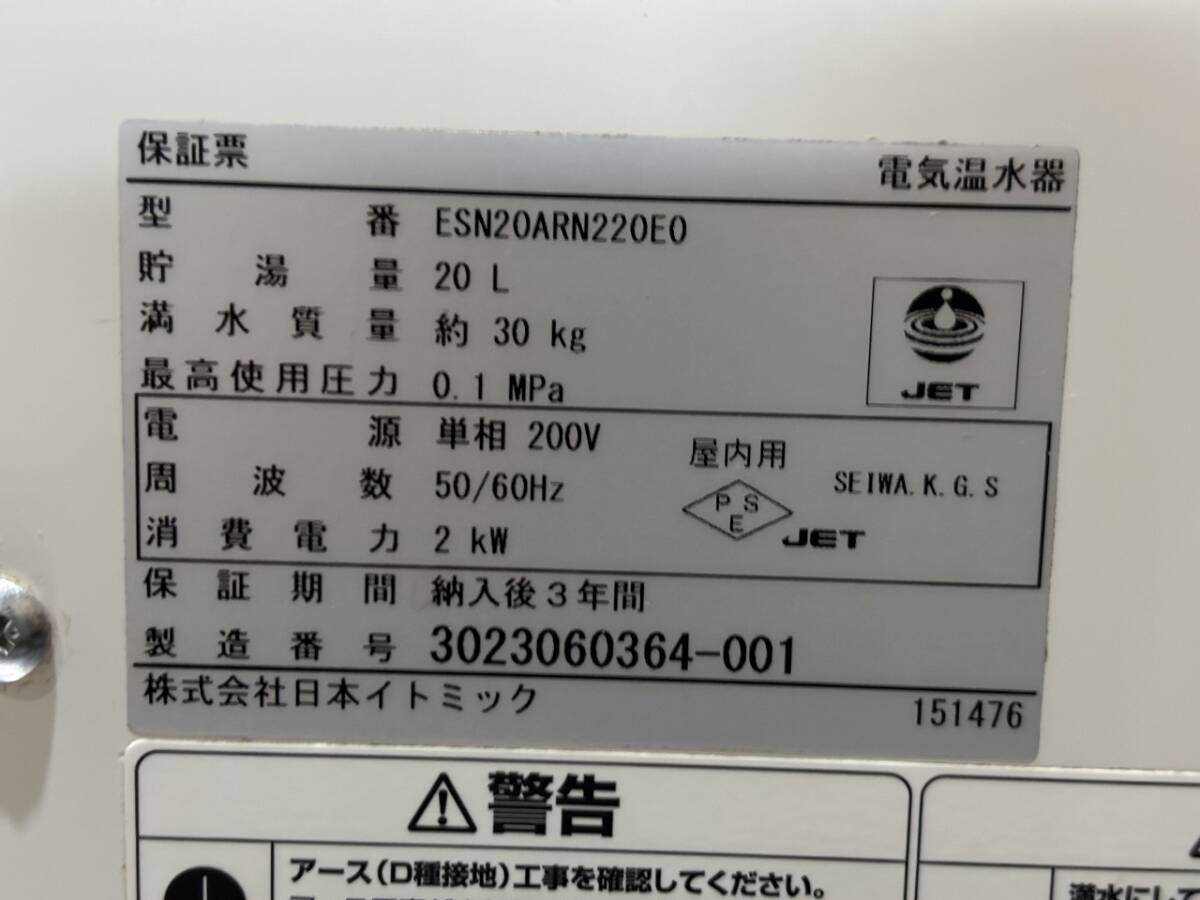 保証票
電気温水器
型番 ESN20ARN220E0
貯湯量 20 L
満水質量 約 30 kg
最高使用圧力 0.1 MPa
JET
電源 単相 200V
屋内用
周波数 50/60Hz
SEIWA.K.G.S
PSE
JET
消費電力 2 kW
保証期間 納入後3年間
製造番号 3023060364-001
株式会社日本イトミック
151476
警告
アース(D種接地)工事を確認してください。
満水にして